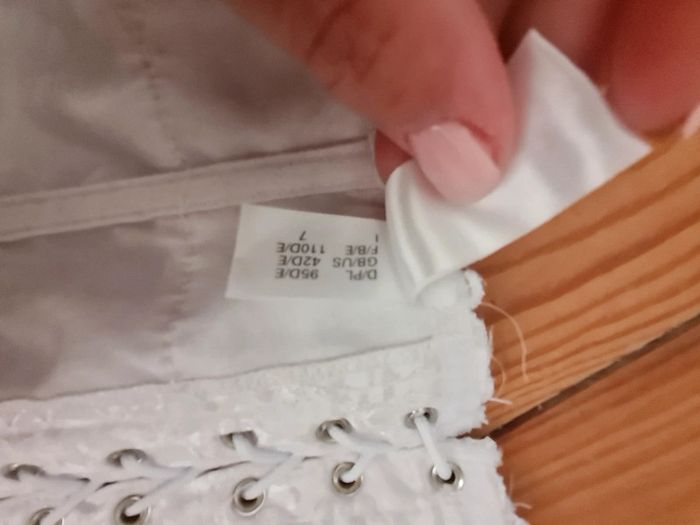 D/PL 95D/E
GB/US 42D/E
F/B/E 110D/E
I 7